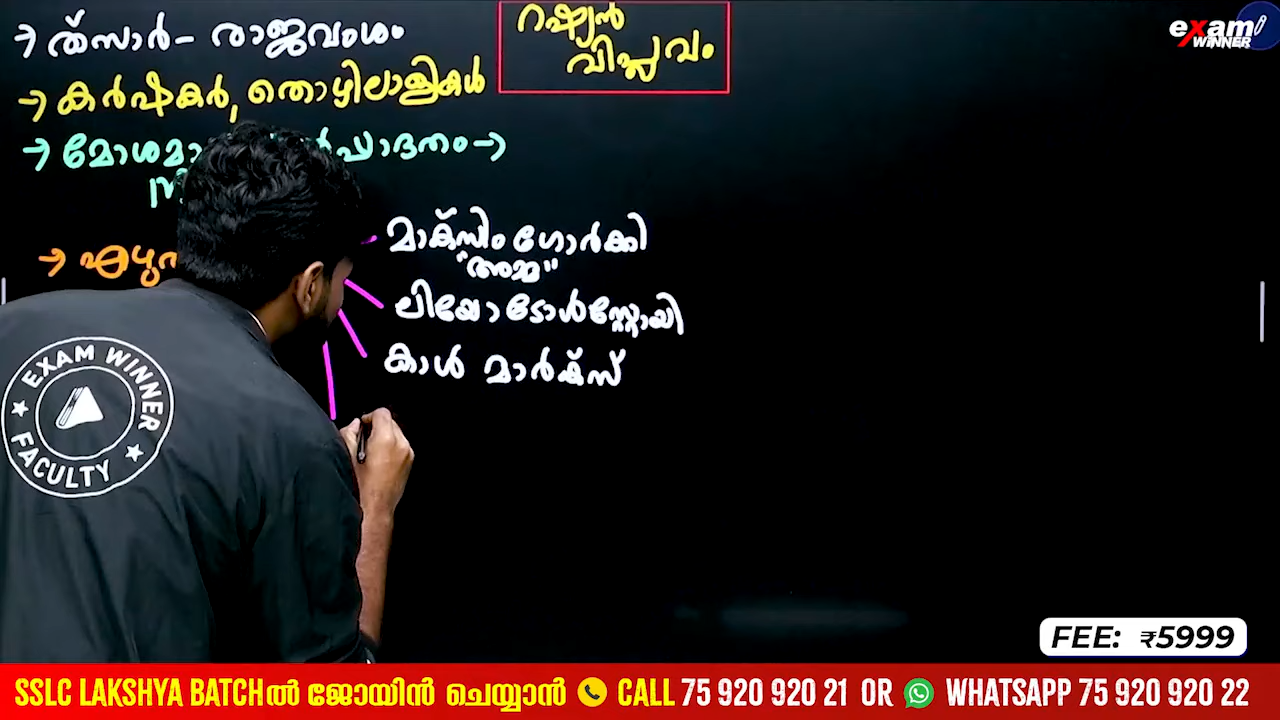 → ത്സാർ - രാജവംശം
റഷ്യൻ
വിപ്ലവം
exam
WINNER
→ കർഷകർ, തൊഴിലാളികൾ
→
→
മാക്സിം ഗോർക്കി
"അമ്മ"
ലിയോ ടോൾസ്റ്റോയി
കാൾ മാർക്സ്
EXAM WINNER
FACULTY
FEE: ₹5999
SSLC LAKSHYA BATCHൽ ജോയിൻ ചെയ്യാൻ CALL 75 920 920 21 OR WHATSAPP 75 920 920 22